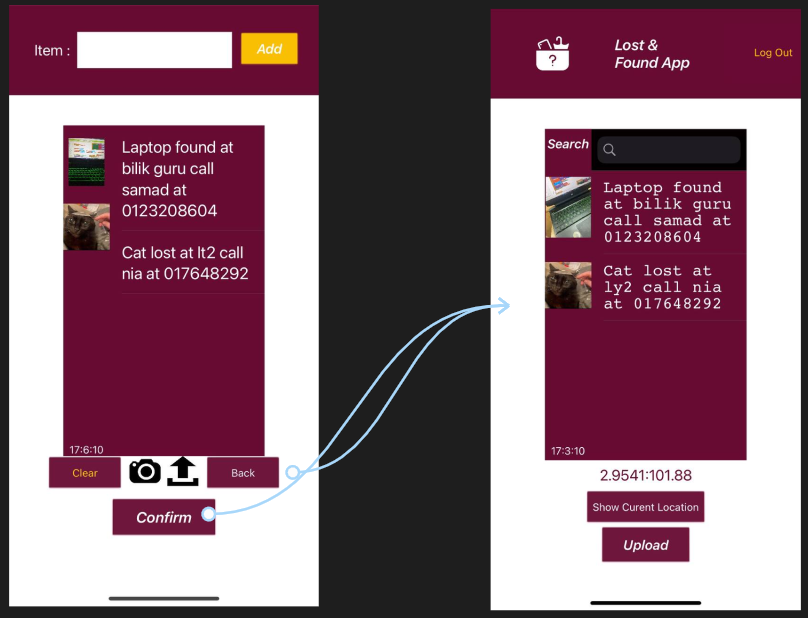 Item :
Add
Laptop found at
bilik guru call
samad at
0123208604
Cat lost at lt2 call
nia at 017648292
17:6:10
Clear
Back
Confirm
?
Lost &
Found App
Log Out
Search
Laptop found
at bilik guru
call samad at
0123208604
Cat lost at
ly2 call nia
at 017648292
17:3:10
2.9541:101.88
Show Curent Location
Upload